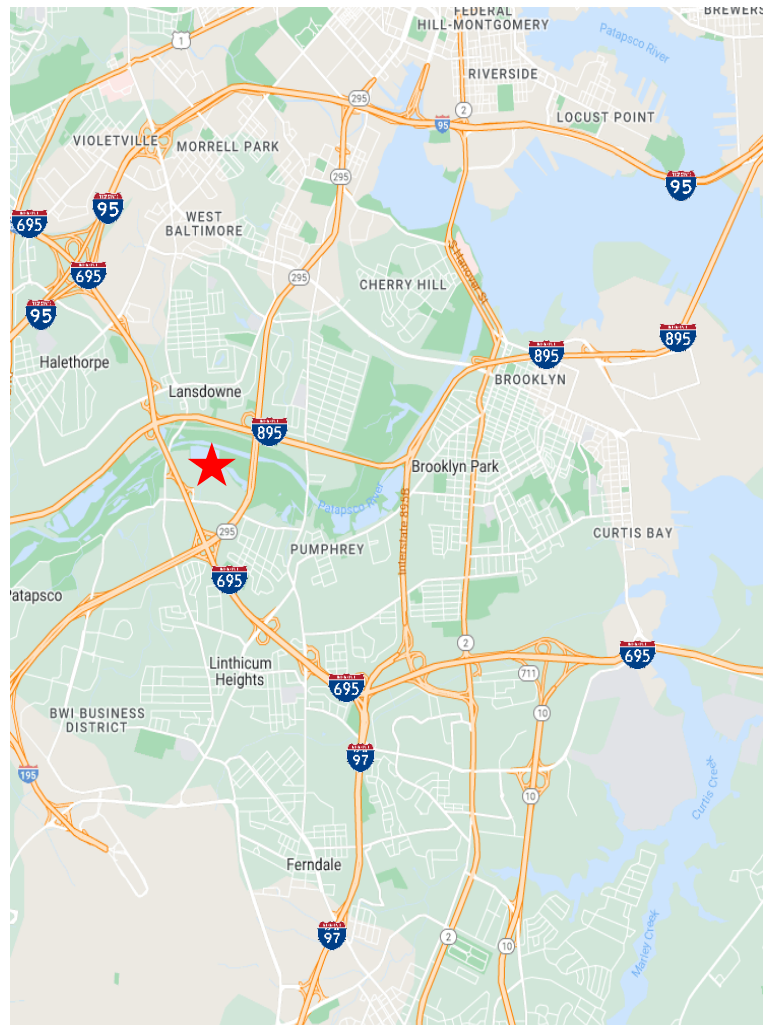 FEDERAL
HILL-MONTGOMERY
BREWERS
Patapsco River
1
RIVERSIDE
295
2
LOCUST POINT
95
VIOLETVILLE
MORRELL PARK
295
95
95
695
WEST
BALTIMORE
S Hanover St
695
295
CHERRY HILL
95
895
895
Halethorpe
BROOKLYN
Lansdowne
895
Brooklyn Park
Patapsco River
Interstate 895B
295
CURTIS BAY
PUMPHREY
695
Patapsco
2
695
Linthicum
Heights
711
695
BWI BUSINESS
DISTRICT
10
97
195
Curtis Creek
10
Ferndale
97
2
10
Marley Creek